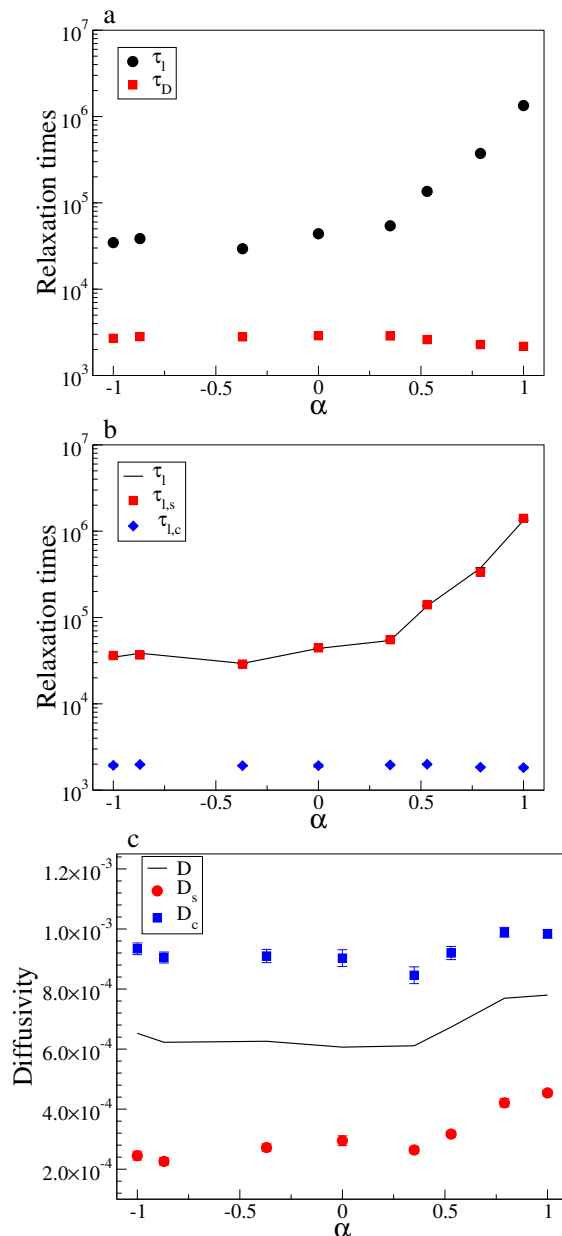 a
10^7
τ_l
τ_D
10^6
Relaxation times
10^5
10^4
10^3
-1 -0.5 0 0.5 1
α
b
10^7
τ_l
τ_l,s
τ_l,c
10^6
Relaxation times
10^5
10^4
10^3
-1 -0.5 0 0.5 1
α
c
D
D_s
D_c
1.2×10^-3
1.0×10^-3
8.0×10^-4
Diffusivity
6.0×10^-4
4.0×10^-4
2.0×10^-4
-1 -0.5 0 0.5 1
α